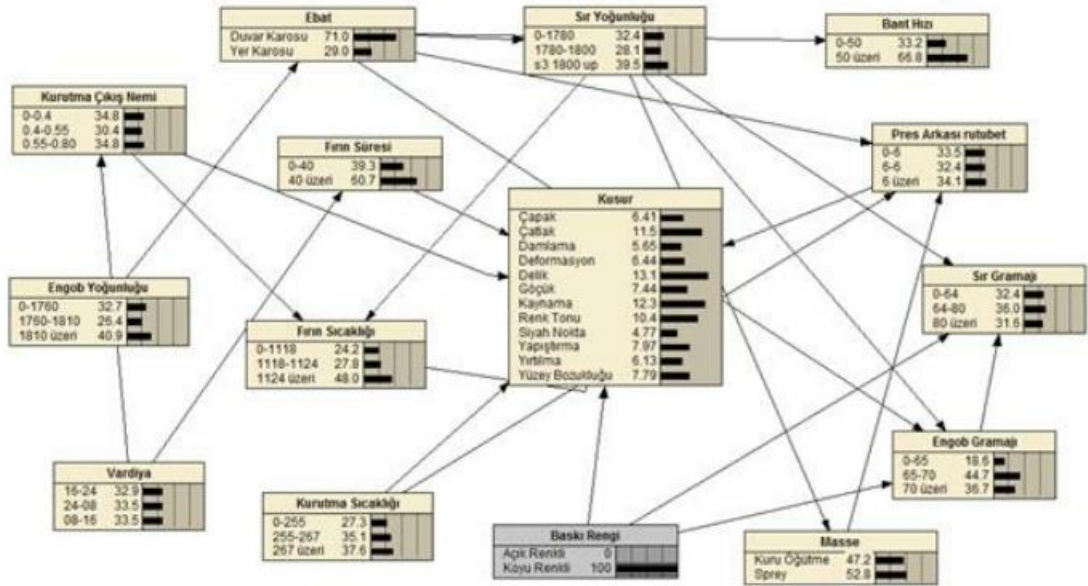 Ebat
Duvar Karosu 71.0
Yer Karosu 29.0
Sır Yoğunluğu
0-1780 32.4
1780-1800 28.1
s3 1800 up 39.5
Bant Hızı
0-50 33.2
50 üzeri 66.8
Kurutma Çıkış Nemi
0-0.4 34.8
0.4-0.55 30.4
0.55-0.80 34.8
Fırın Süresi
0-40 39.3
40 üzeri 60.7
Pres Arkası rutubet
0-6 33.5
6-6 32.4
6 üzeri 34.1
Kusur
Çapak 6.41
Çatlak 11.5
Damlama 5.65
Deformasyon 6.44
Delik 13.1
Göçük 7.44
Kaynama 12.3
Renk Tonu 10.4
Siyah Nokta 4.77
Yapıştırma 7.97
Yırtılma 6.13
Yüzey Bozukluğu 7.79
Engob Yoğunluğu
0-1760 32.7
1760-1810 26.4
1810 üzeri 40.9
Fırın Sıcaklığı
0-1118 24.2
1118-1124 27.8
1124 üzeri 48.0
Sır Gramajı
0-64 32.4
64-80 36.0
80 üzeri 31.6
Vardiya
16-24 32.9
24-08 33.5
08-16 33.5
Kurutma Sıcaklığı
0-255 27.3
255-267 35.1
267 üzeri 37.6
Baskı Rengi
Açık Renkli 0
Koyu Renkli 100
Engob Gramajı
0-65 18.6
65-70 44.7
70 üzeri 36.7
Masse
Kuru Öğütme 47.2
Sprey 52.8